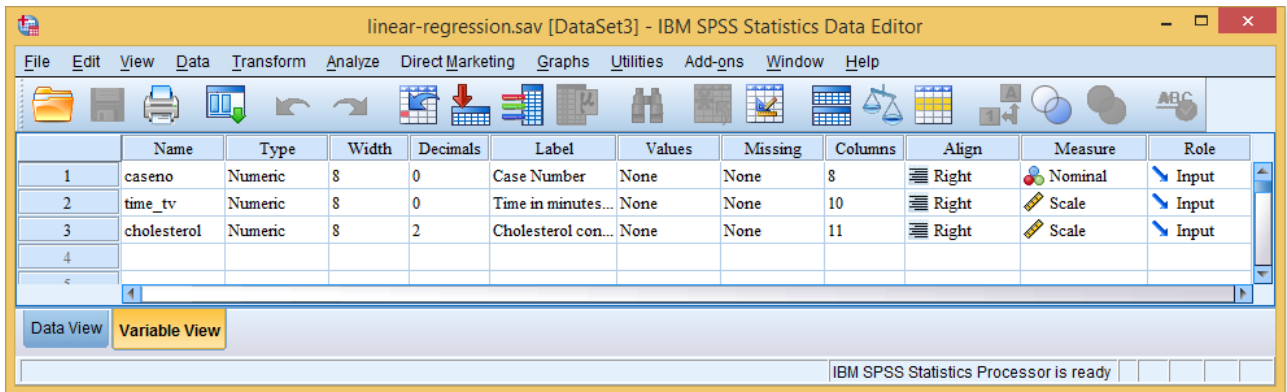 linear-regression.sav [DataSet3] - IBM SPSS Statistics Data Editor
File Edit View Data Transform Analyze Direct Marketing Graphs Utilities Add-ons Window Help
Name Type Width Decimals Label Values Missing Columns Align Measure Role
1 caseno Numeric 8 0 Case Number None None 8 Right Nominal Input
2 time_tv Numeric 8 0 Time in minutes... None None 10 Right Scale Input
3 cholesterol Numeric 8 2 Cholesterol con... None None 11 Right Scale Input
4
Data View Variable View
IBM SPSS Statistics Processor is ready